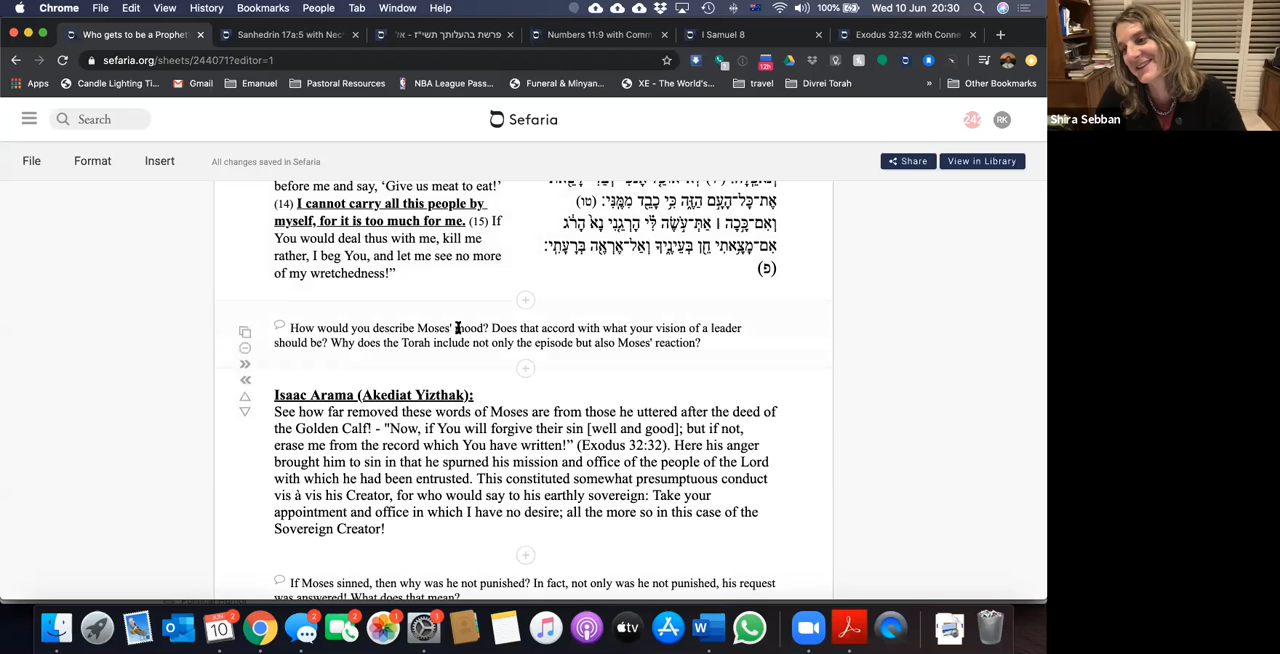 Chrome File Edit View History Bookmarks People Tab Window Help 100% Wed 10 Jun 20:30
Who gets to be a Prophet Sanhedrin 17a:5 with Nec פרשת בהעלותך תשי״ז - אל Numbers 11:9 with Comm I Samuel 8 Exodus 32:32 with Conne
sefaria.org/sheets/244071?editor=1
Apps Candle Lighting Ti... Gmail Emanuel Pastoral Resources NBA League Pass... Funeral & Minyan... XE - The World's... travel Divrei Torah » Other Bookmarks
Shira Sebban
Search Sefaria RK
File Format Insert All changes saved in Sefaria Share View in Library
before me and say, ‘Give us meat to eat!’
(14) I cannot carry all this people by
myself, for it is too much for me. (15) If
You would deal thus with me, kill me
rather, I beg You, and let me see no more
of my wretchedness!”
אֶת־כׇּל־הָעָ֣ם הַזֶּ֑ה כִּ֥י כָבֵ֖ד מִמֶּֽנִּי׃ (טו)
וְאִם־כָּ֣כָה ׀ אַתְּ־עֹ֣שֶׂה לִּ֗י הׇרְגֵ֤נִי נָא֙ הָרֹ֔ג
אִם־מָצָ֥אתִי חֵ֖ן בְּעֵינֶ֑יךָ וְאַל־אֶרְאֶ֖ה בְּרָעָתִֽי׃
(פ)
How would you describe Moses' mood? Does that accord with what your vision of a leader
should be? Why does the Torah include not only the episode but also Moses' reaction?
Isaac Arama (Akediat Yizthak):
See how far removed these words of Moses are from those he uttered after the deed of
the Golden Calf! - "Now, if You will forgive their sin [well and good]; but if not,
erase me from the record which You have written!” (Exodus 32:32). Here his anger
brought him to sin in that he spurned his mission and office of the people of the Lord
with which he had been entrusted. This constituted somewhat presumptuous conduct
vis à vis his Creator, for who would say to his earthly sovereign: Take your
appointment and office in which I have no desire; all the more so in this case of the
Sovereign Creator!
If Moses sinned, then why was he not punished? In fact, not only was he not punished, his request
was answered! What does that mean?